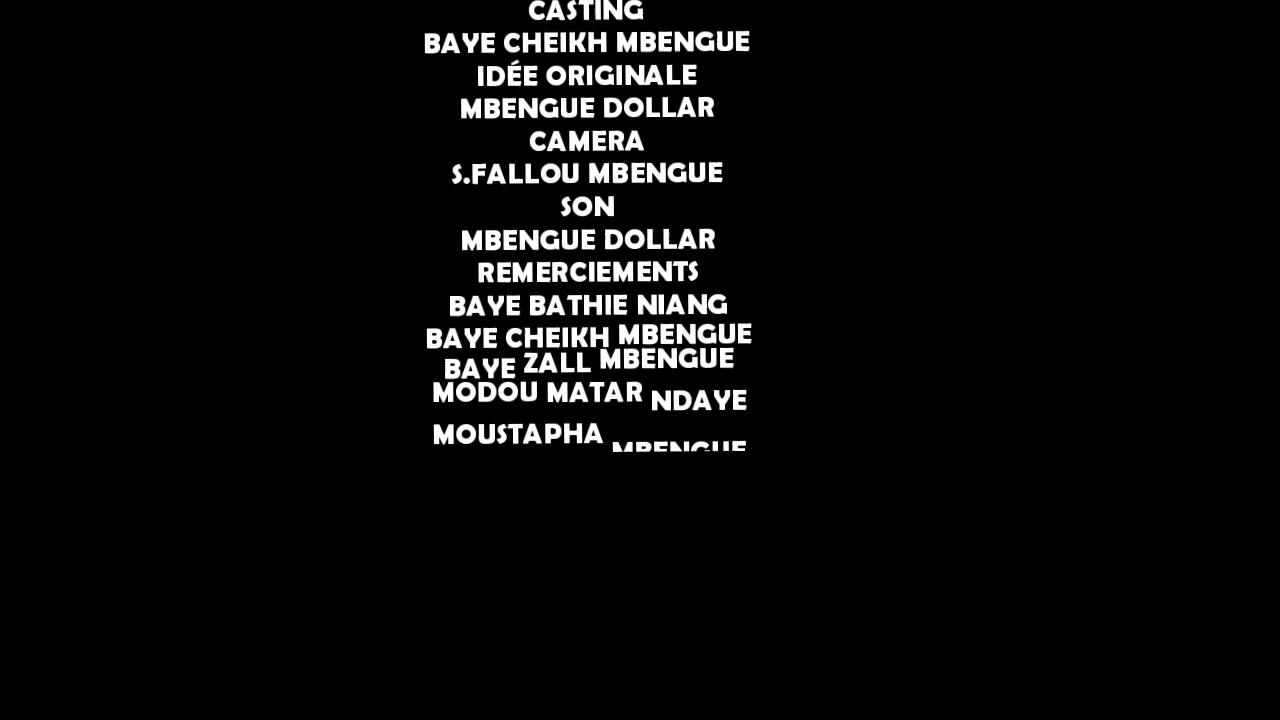 CASTING
BAYE CHEIKH MBENGUE
IDÉE ORIGINALE
MBENGUE DOLLAR
CAMERA
S.FALLOU MBENGUE
SON
MBENGUE DOLLAR
REMERCIEMENTS
BAYE BATHIE NIANG
BAYE CHEIKH MBENGUE
BAYE ZALL MBENGUE
MODOU MATAR NDAYE
MOUSTAPHA MBENGUE